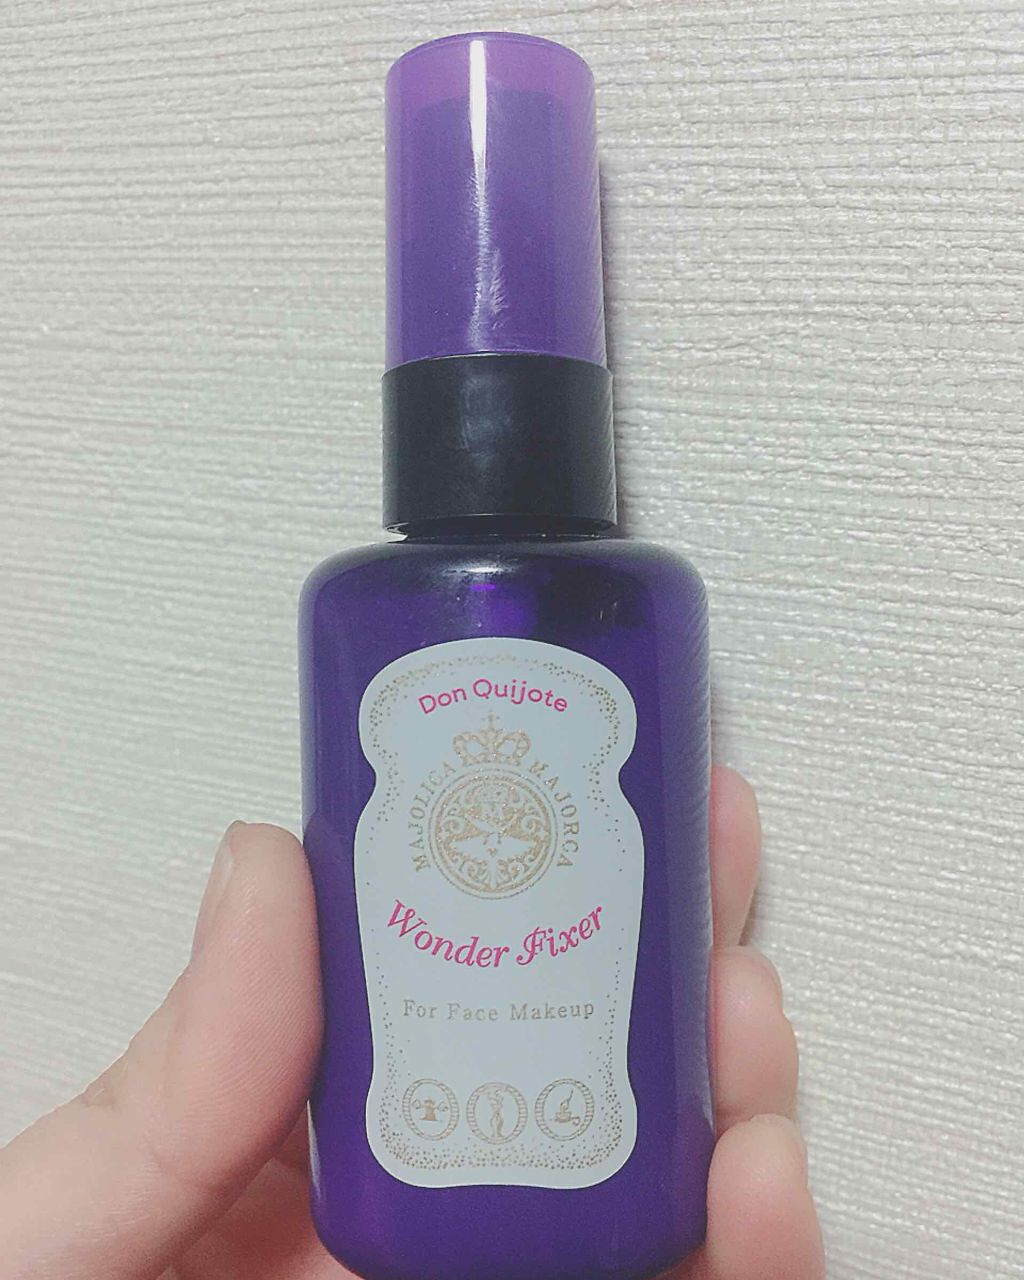 Don Quijote
MAJOLICA MAJORCA
Wonder Fixer
For Face Makeup